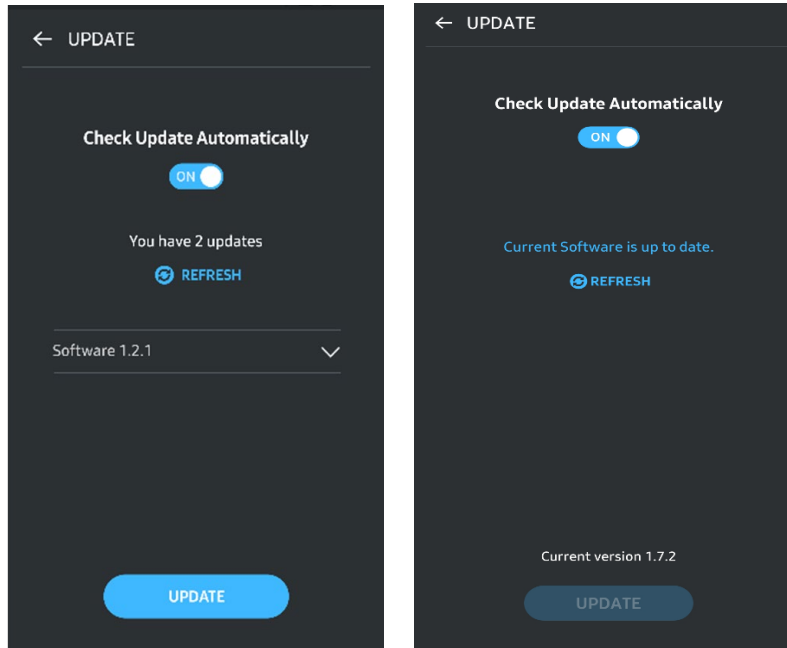 UPDATE
Check Update Automatically
ON
You have 2 updates
REFRESH
Software 1.2.1
UPDATE
UPDATE
Check Update Automatically
ON
Current Software is up to date.
REFRESH
Current version 1.7.2
UPDATE